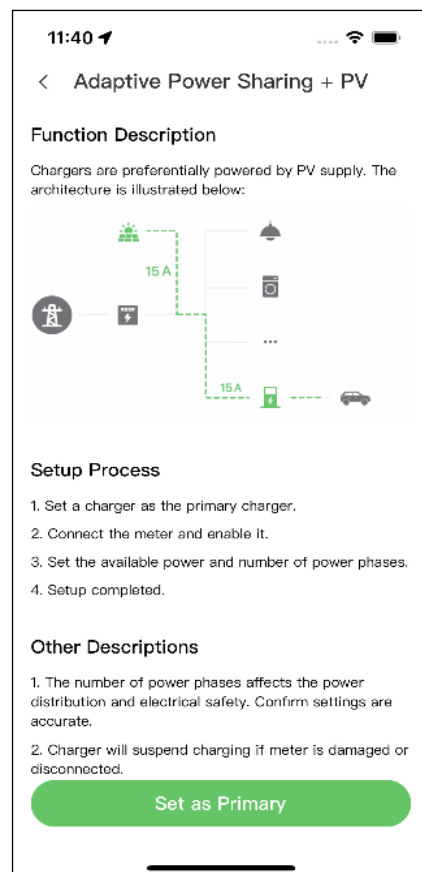 11:40
Adaptive Power Sharing + PV
Function Description
Chargers are preferentially powered by PV supply. The
architecture is illustrated below:
15 A
15 A
Setup Process
1. Set a charger as the primary charger.
2. Connect the meter and enable it.
3. Set the available power and number of power phases.
4. Setup completed.
Other Descriptions
1. The number of power phases affects the power
distribution and electrical safety. Confirm settings are
accurate.
2. Charger will suspend charging if meter is damaged or
disconnected.
Set as Primary